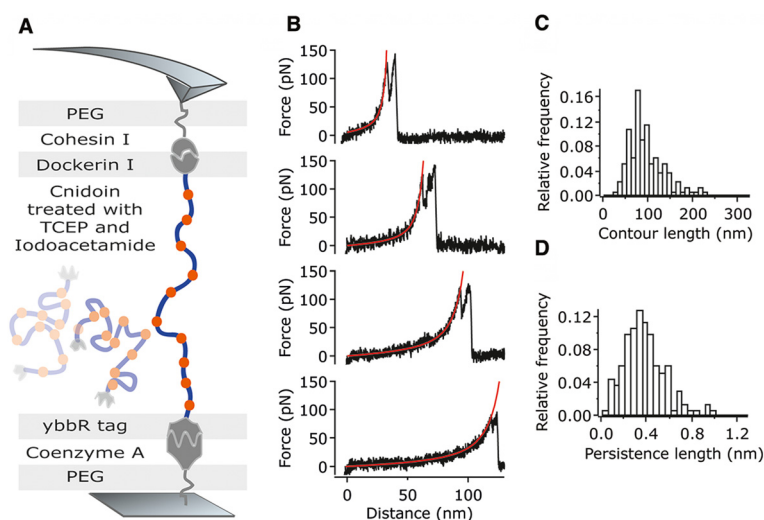 A
PEG
Cohesin I
Dockerin I
Cnidoin
treated with
TCEP and
Iodoacetamide
ybbR tag
Coenzyme A
PEG
B
Force (pN)
150
100
50
0
Force (pN)
150
100
50
0
Force (pN)
150
100
50
0
Force (pN)
150
100
50
0
0 50 100
Distance (nm)
C
Relative frequency
0.16
0.12
0.08
0.04
0.00
0 100 200 300
Contour length (nm)
D
Relative frequency
0.12
0.08
0.04
0.00
0.0 0.4 0.8 1.2
Persistence length (nm)